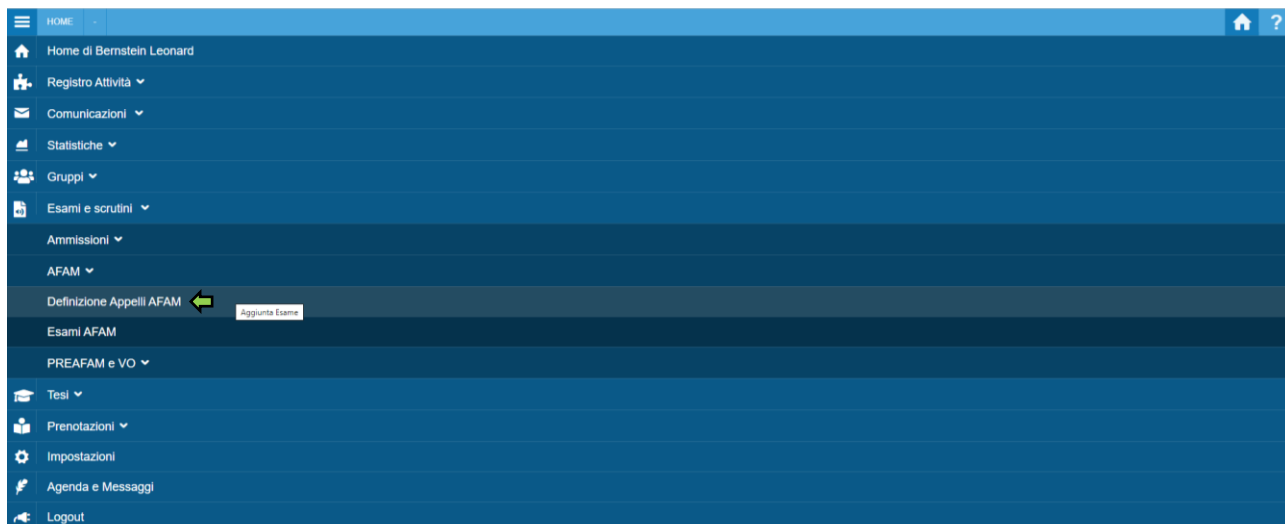 HOME -
?
Home di Bernstein Leonard
Registro Attività
Comunicazioni
Statistiche
Gruppi
Esami e scrutini
Ammissioni
AFAM
Definizione Appelli AFAM
Aggiunta Esame
Esami AFAM
PREAFAM e VO
Tesi
Prenotazioni
Impostazioni
Agenda e Messaggi
Logout